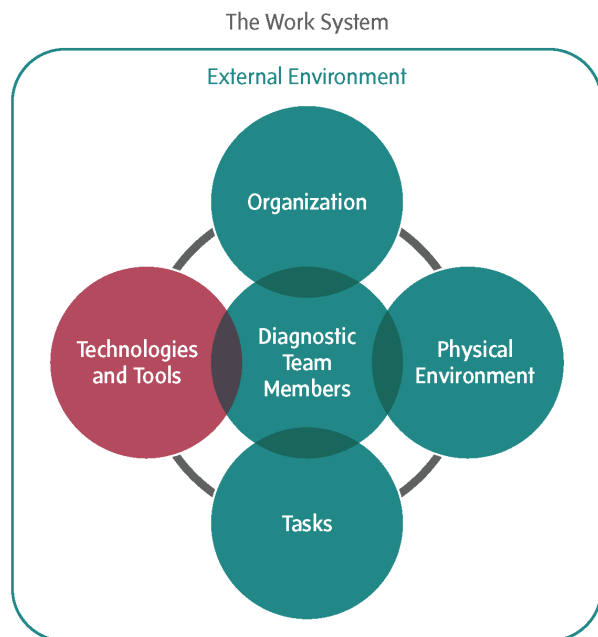 The Work System
External Environment
Organization
Technologies
and Tools
Diagnostic
Team
Members
Physical
Environment
Tasks